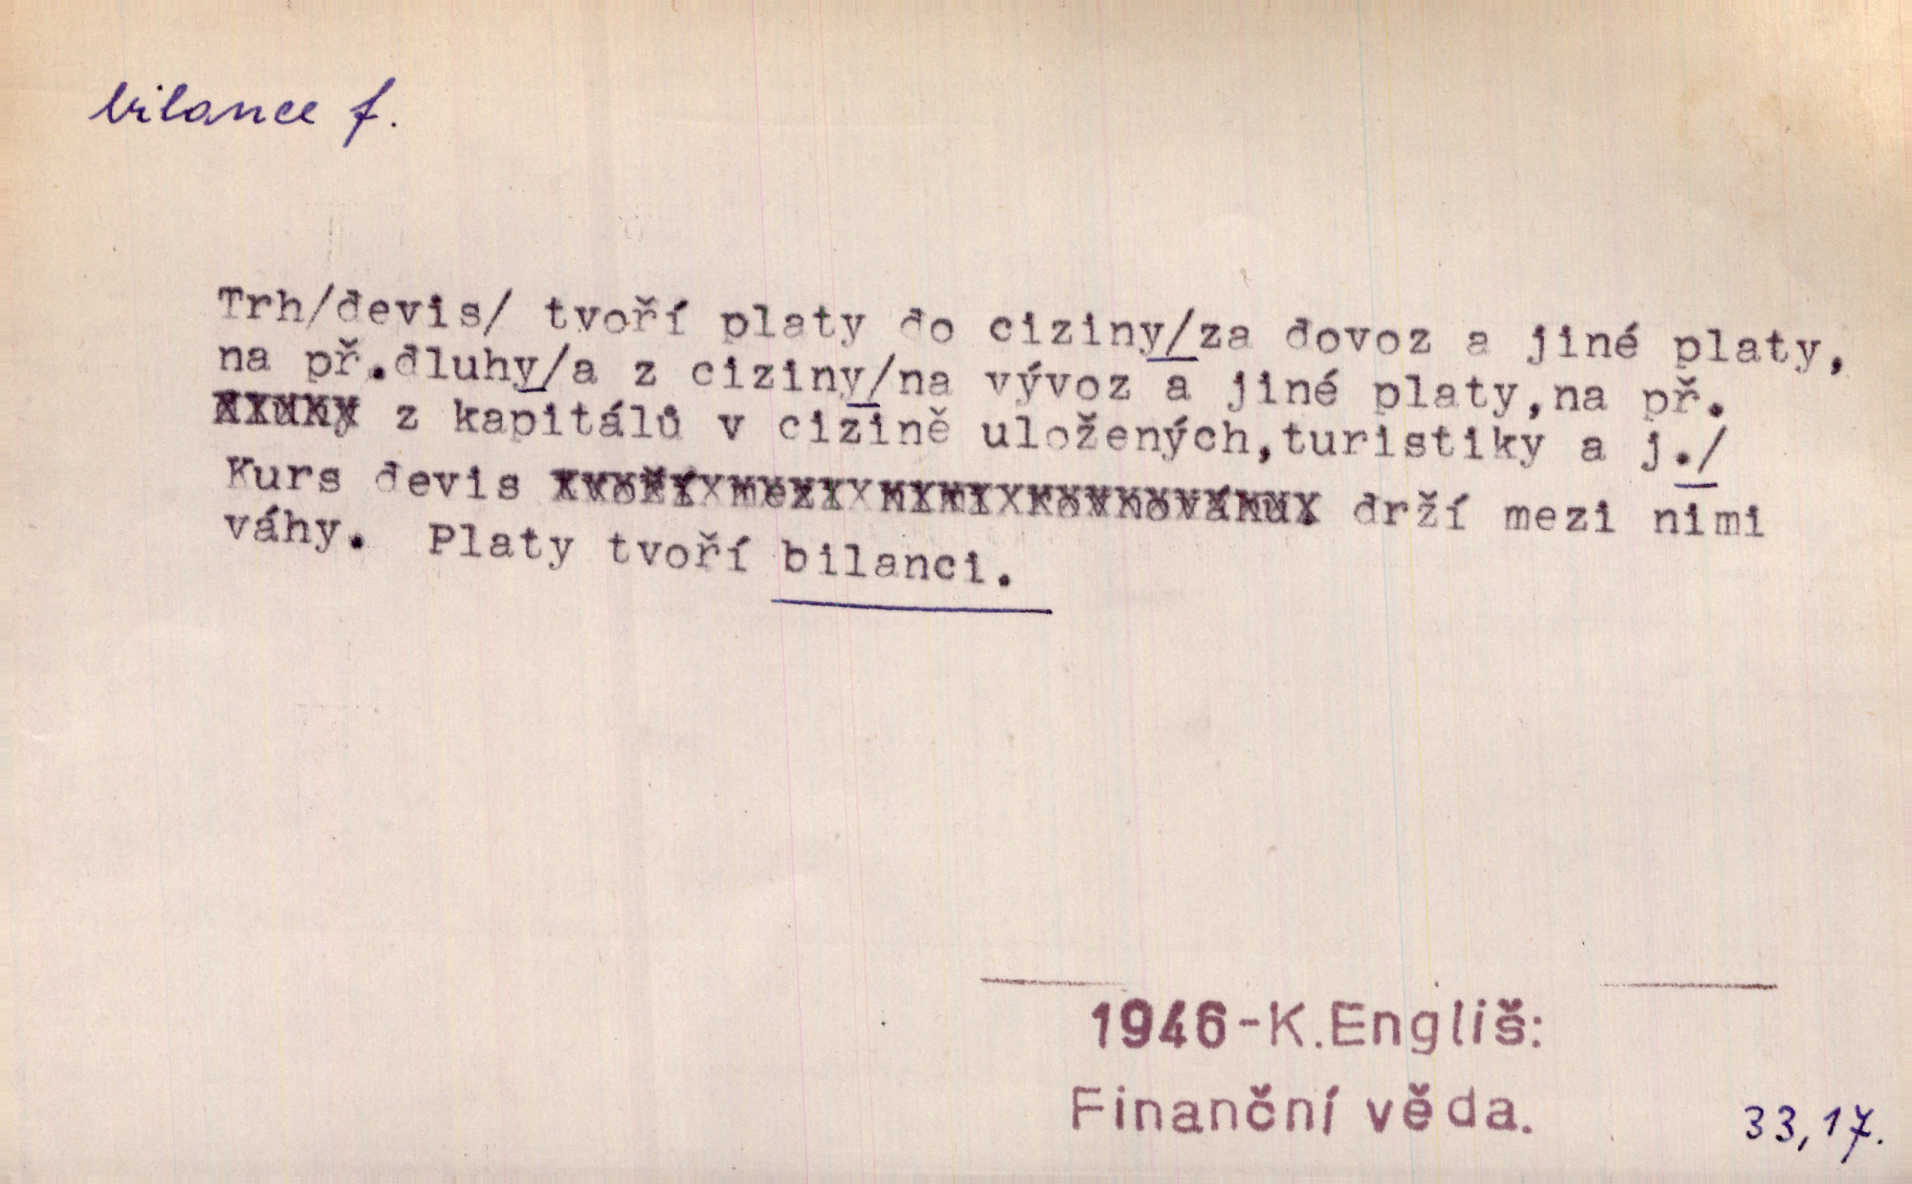 bilance f.
Trh/devis/ tvoří platy do ciziny/za dovoz a jiné platy,
na př.dluhy/a z ciziny/na vývoz a jiné platy,na př.
z kapitálů v cizině uložených,turistiky a j./
Kurs devis drží mezi nimi
váhy. Platy tvoří bilanci.
1946-K.Engliš:
Finanční věda.
33,17.